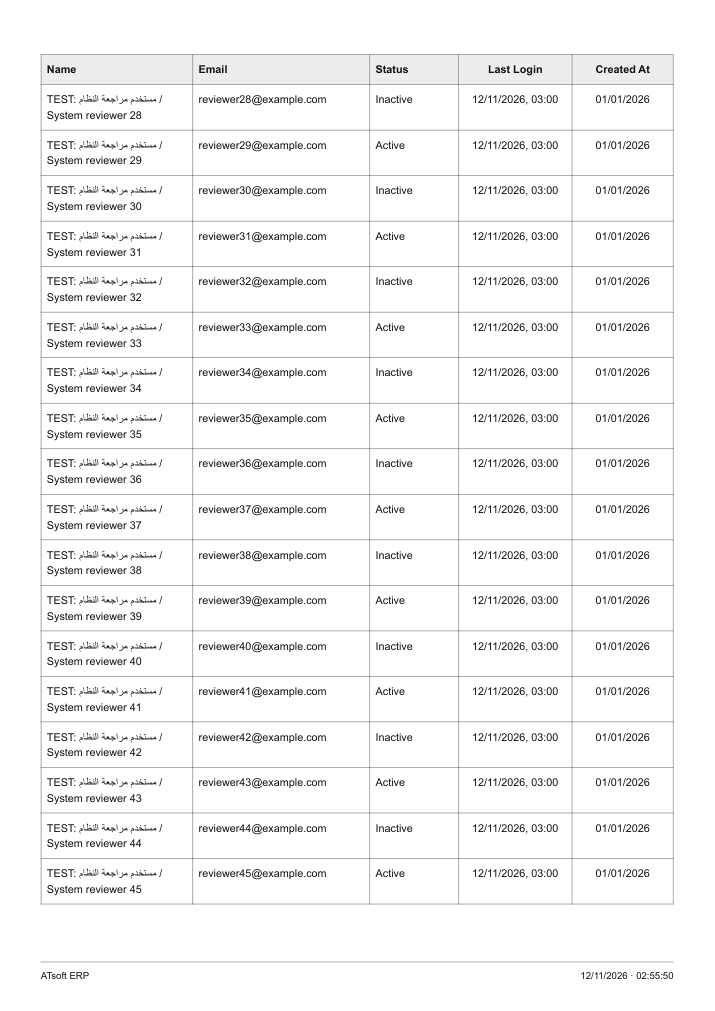 Name Email Status Last Login Created At
TEST: مستخدم مراجعة النظام / reviewer28@example.com Inactive 12/11/2026, 03:00 01/01/2026
System reviewer 28
TEST: مستخدم مراجعة النظام / reviewer29@example.com Active 12/11/2026, 03:00 01/01/2026
System reviewer 29
TEST: مستخدم مراجعة النظام / reviewer30@example.com Inactive 12/11/2026, 03:00 01/01/2026
System reviewer 30
TEST: مستخدم مراجعة النظام / reviewer31@example.com Active 12/11/2026, 03:00 01/01/2026
System reviewer 31
TEST: مستخدم مراجعة النظام / reviewer32@example.com Inactive 12/11/2026, 03:00 01/01/2026
System reviewer 32
TEST: مستخدم مراجعة النظام / reviewer33@example.com Active 12/11/2026, 03:00 01/01/2026
System reviewer 33
TEST: مستخدم مراجعة النظام / reviewer34@example.com Inactive 12/11/2026, 03:00 01/01/2026
System reviewer 34
TEST: مستخدم مراجعة النظام / reviewer35@example.com Active 12/11/2026, 03:00 01/01/2026
System reviewer 35
TEST: مستخدم مراجعة النظام / reviewer36@example.com Inactive 12/11/2026, 03:00 01/01/2026
System reviewer 36
TEST: مستخدم مراجعة النظام / reviewer37@example.com Active 12/11/2026, 03:00 01/01/2026
System reviewer 37
TEST: مستخدم مراجعة النظام / reviewer38@example.com Inactive 12/11/2026, 03:00 01/01/2026
System reviewer 38
TEST: مستخدم مراجعة النظام / reviewer39@example.com Active 12/11/2026, 03:00 01/01/2026
System reviewer 39
TEST: مستخدم مراجعة النظام / reviewer40@example.com Inactive 12/11/2026, 03:00 01/01/2026
System reviewer 40
TEST: مستخدم مراجعة النظام / reviewer41@example.com Active 12/11/2026, 03:00 01/01/2026
System reviewer 41
TEST: مستخدم مراجعة النظام / reviewer42@example.com Inactive 12/11/2026, 03:00 01/01/2026
System reviewer 42
TEST: مستخدم مراجعة النظام / reviewer43@example.com Active 12/11/2026, 03:00 01/01/2026
System reviewer 43
TEST: مستخدم مراجعة النظام / reviewer44@example.com Inactive 12/11/2026, 03:00 01/01/2026
System reviewer 44
TEST: مستخدم مراجعة النظام / reviewer45@example.com Active 12/11/2026, 03:00 01/01/2026
System reviewer 45
ATsoft ERP 12/11/2026 · 02:55:50